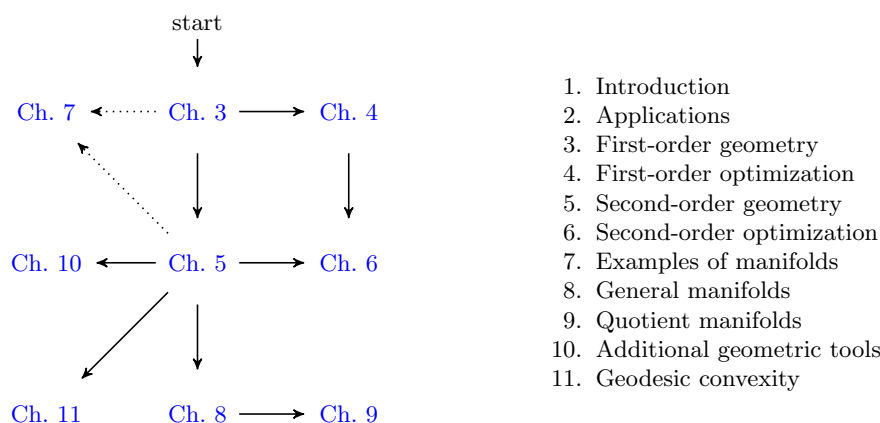 start
Ch. 7 Ch. 3 Ch. 4
Ch. 10 Ch. 5 Ch. 6
Ch. 11 Ch. 8 Ch. 9
1. Introduction
2. Applications
3. First-order geometry
4. First-order optimization
5. Second-order geometry
6. Second-order optimization
7. Examples of manifolds
8. General manifolds
9. Quotient manifolds
10. Additional geometric tools
11. Geodesic convexity